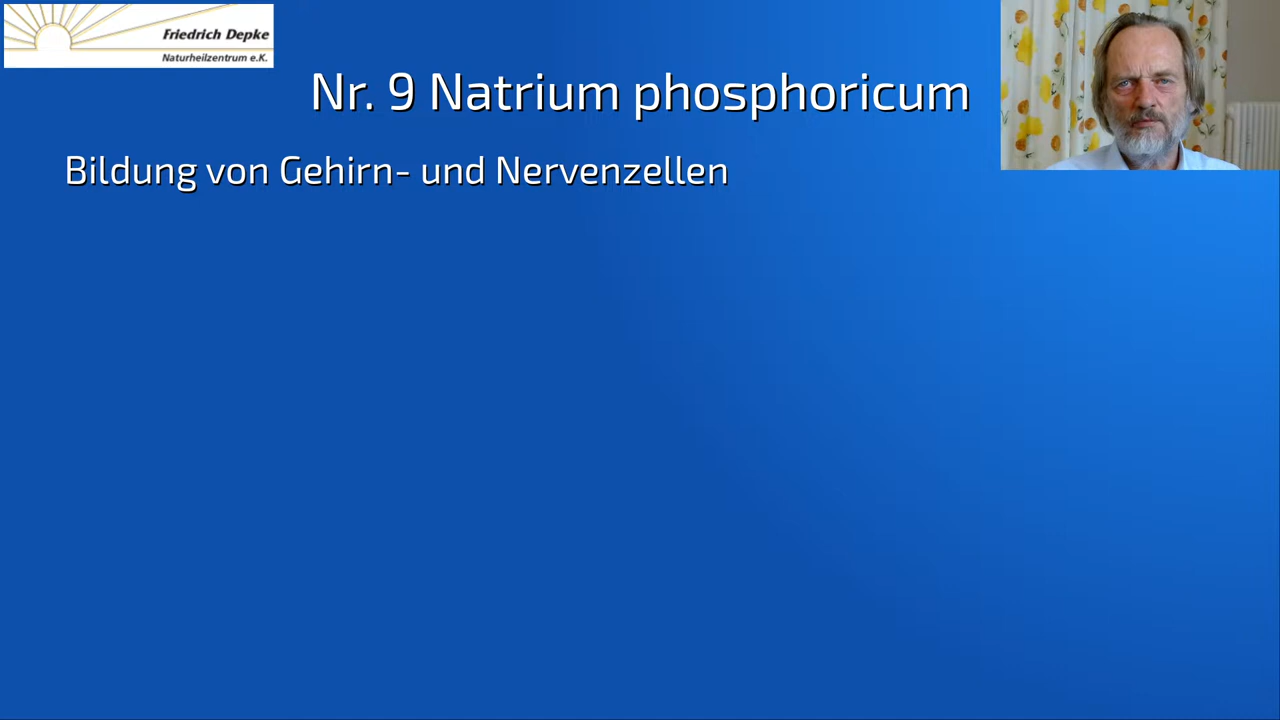 Friedrich Depke
Naturheilzentrum e.K.
Nr. 9 Natrium phosphoricum
Bildung von Gehirn- und Nervenzellen